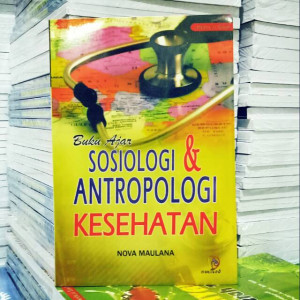 Buku Ajar
SOSIOLOGI &
ANTROPOLOGI
KESEHATAN
NOVA MAULANA